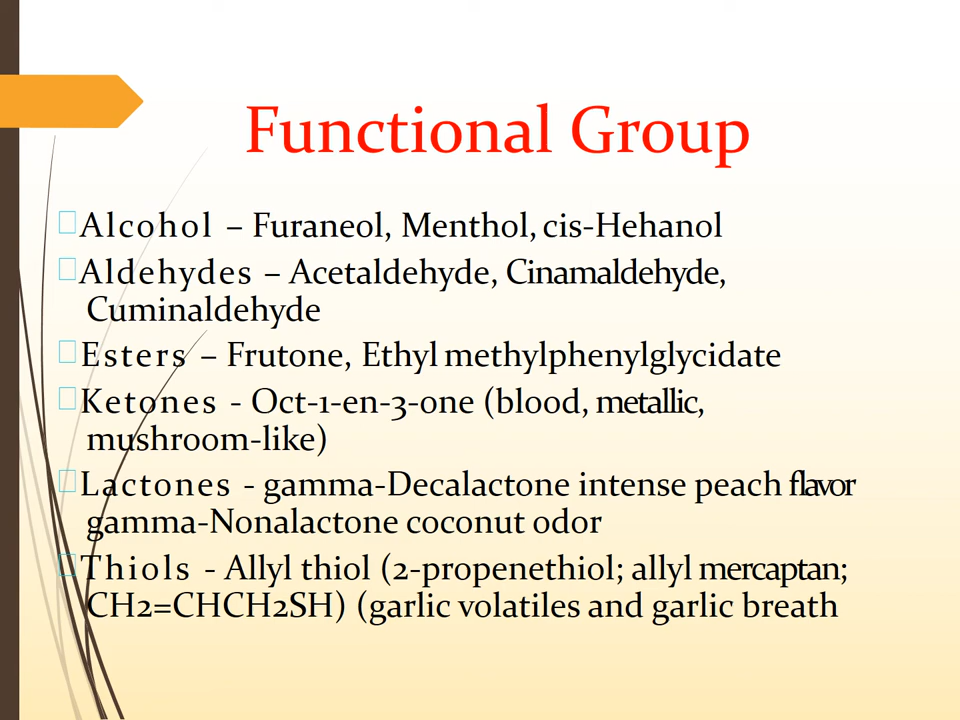 Functional Group
Alcohol – Furaneol, Menthol, cis-Hehanol
Aldehydes – Acetaldehyde, Cinamaldehyde,
Cuminaldehyde
Esters – Frutone, Ethyl methylphenylglycidate
Ketones - Oct-1-en-3-one (blood, metallic,
mushroom-like)
Lactones - gamma-Decalactone intense peach flavor
gamma-Nonalactone coconut odor
Thiols - Allyl thiol (2-propenethiol; allyl mercaptan;
CH2=CHCH2SH) (garlic volatiles and garlic breath